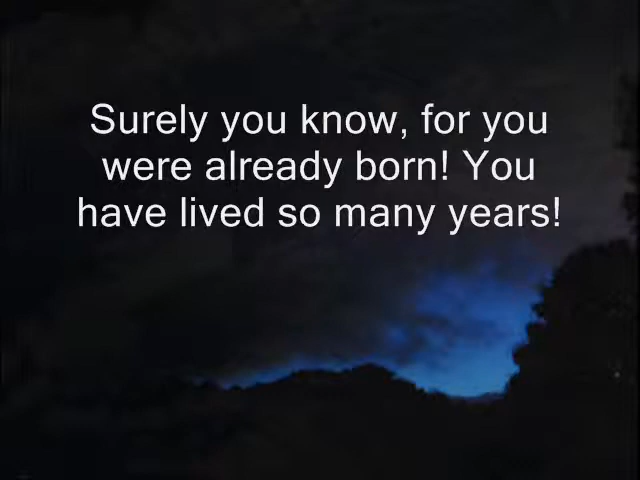 Surely you know, for you
were already born! You
have lived so many years!